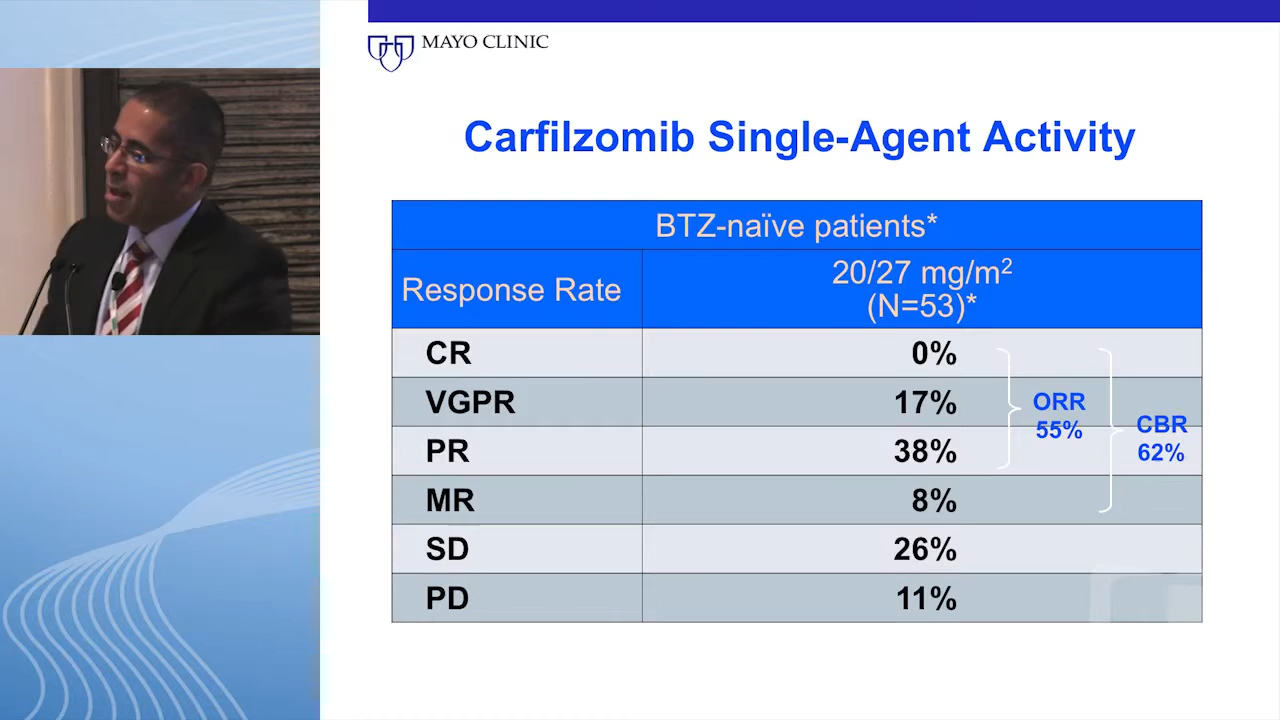 MAYO CLINIC
Carfilzomib Single-Agent Activity
BTZ-naïve patients*
Response Rate
20/27 mg/m²
(N=53)*
CR 0%
VGPR 17%
PR 38%
MR 8%
SD 26%
PD 11%
ORR
55%
CBR
62%